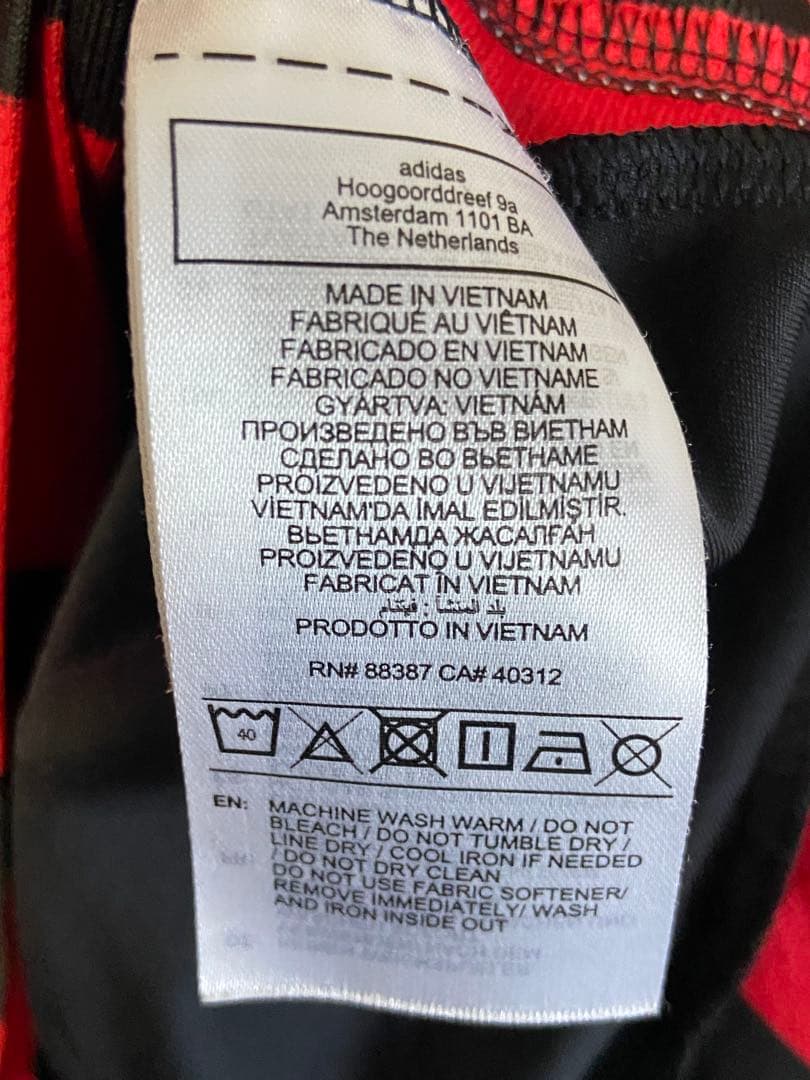 adidas
Hoogoorddreef 9a
Amsterdam 1101 BA
The Netherlands
MADE IN VIETNAM
FABRIQUÉ AU VIÊTNAM
FABRICADO EN VIETNAM
FABRICADO NO VIETNAME
GYÁRTVA: VIETNÁM
ПРОИЗВЕДЕНО ВЪВ ВИЕТНАМ
СДЕЛАНО ВО ВЬЕТНАМЕ
PROIZVEDENO U VIJETNAMU
VİETNAM'DA İMAL EDİLMİŞTİR.
ВЬЕТНАМДА ЖАСАЛҒАН
PROIZVEDENO U VIJETNAMU
FABRICAT ÎN VIETNAM
بلد المنشأ : فيتنام
PRODOTTO IN VIETNAM
RN# 88387 CA# 40312
40
EN: MACHINE WASH WARM / DO NOT
BLEACH / DO NOT TUMBLE DRY /
LINE DRY / COOL IRON IF NEEDED
/ DO NOT DRY CLEAN
DO NOT USE FABRIC SOFTENER/
REMOVE IMMEDIATELY/ WASH
AND IRON INSIDE OUT